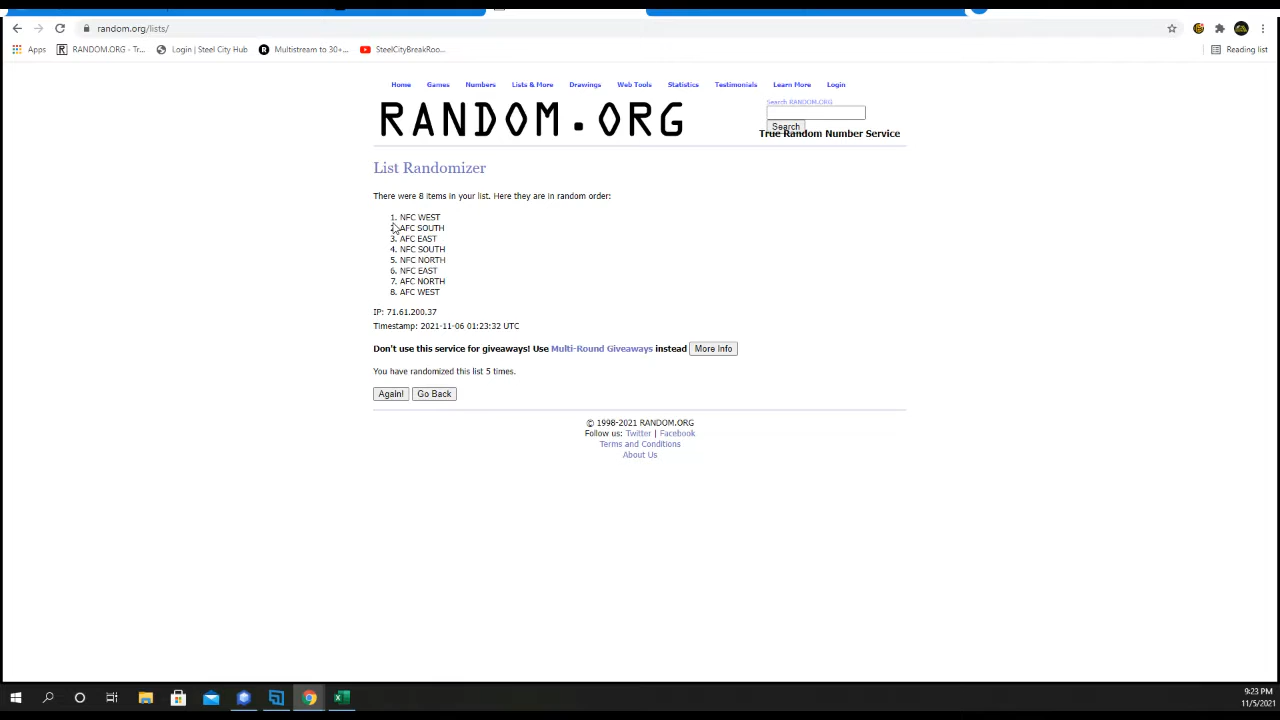 random.org/lists/
Apps
RANDOM.ORG - Tr...
Login | Steel City Hub
Multistream to 30+...
SteelCityBreakRoo...
Reading list
Home Games Numbers Lists & More Drawings Web Tools Statistics Testimonials Learn More Login
RANDOM.ORG
Search RANDOM.ORG
Search
True Random Number Service
List Randomizer
There were 8 items in your list. Here they are in random order:
1. NFC WEST
2. AFC SOUTH
3. AFC EAST
4. NFC SOUTH
5. NFC NORTH
6. NFC EAST
7. AFC NORTH
8. AFC WEST
IP: 71.61.200.37
Timestamp: 2021-11-06 01:23:32 UTC
Don't use this service for giveaways! Use Multi-Round Giveaways instead More Info
You have randomized this list 5 times.
Again! Go Back
© 1998-2021 RANDOM.ORG
Follow us: Twitter | Facebook
Terms and Conditions
About Us
9:23 PM
11/5/2021